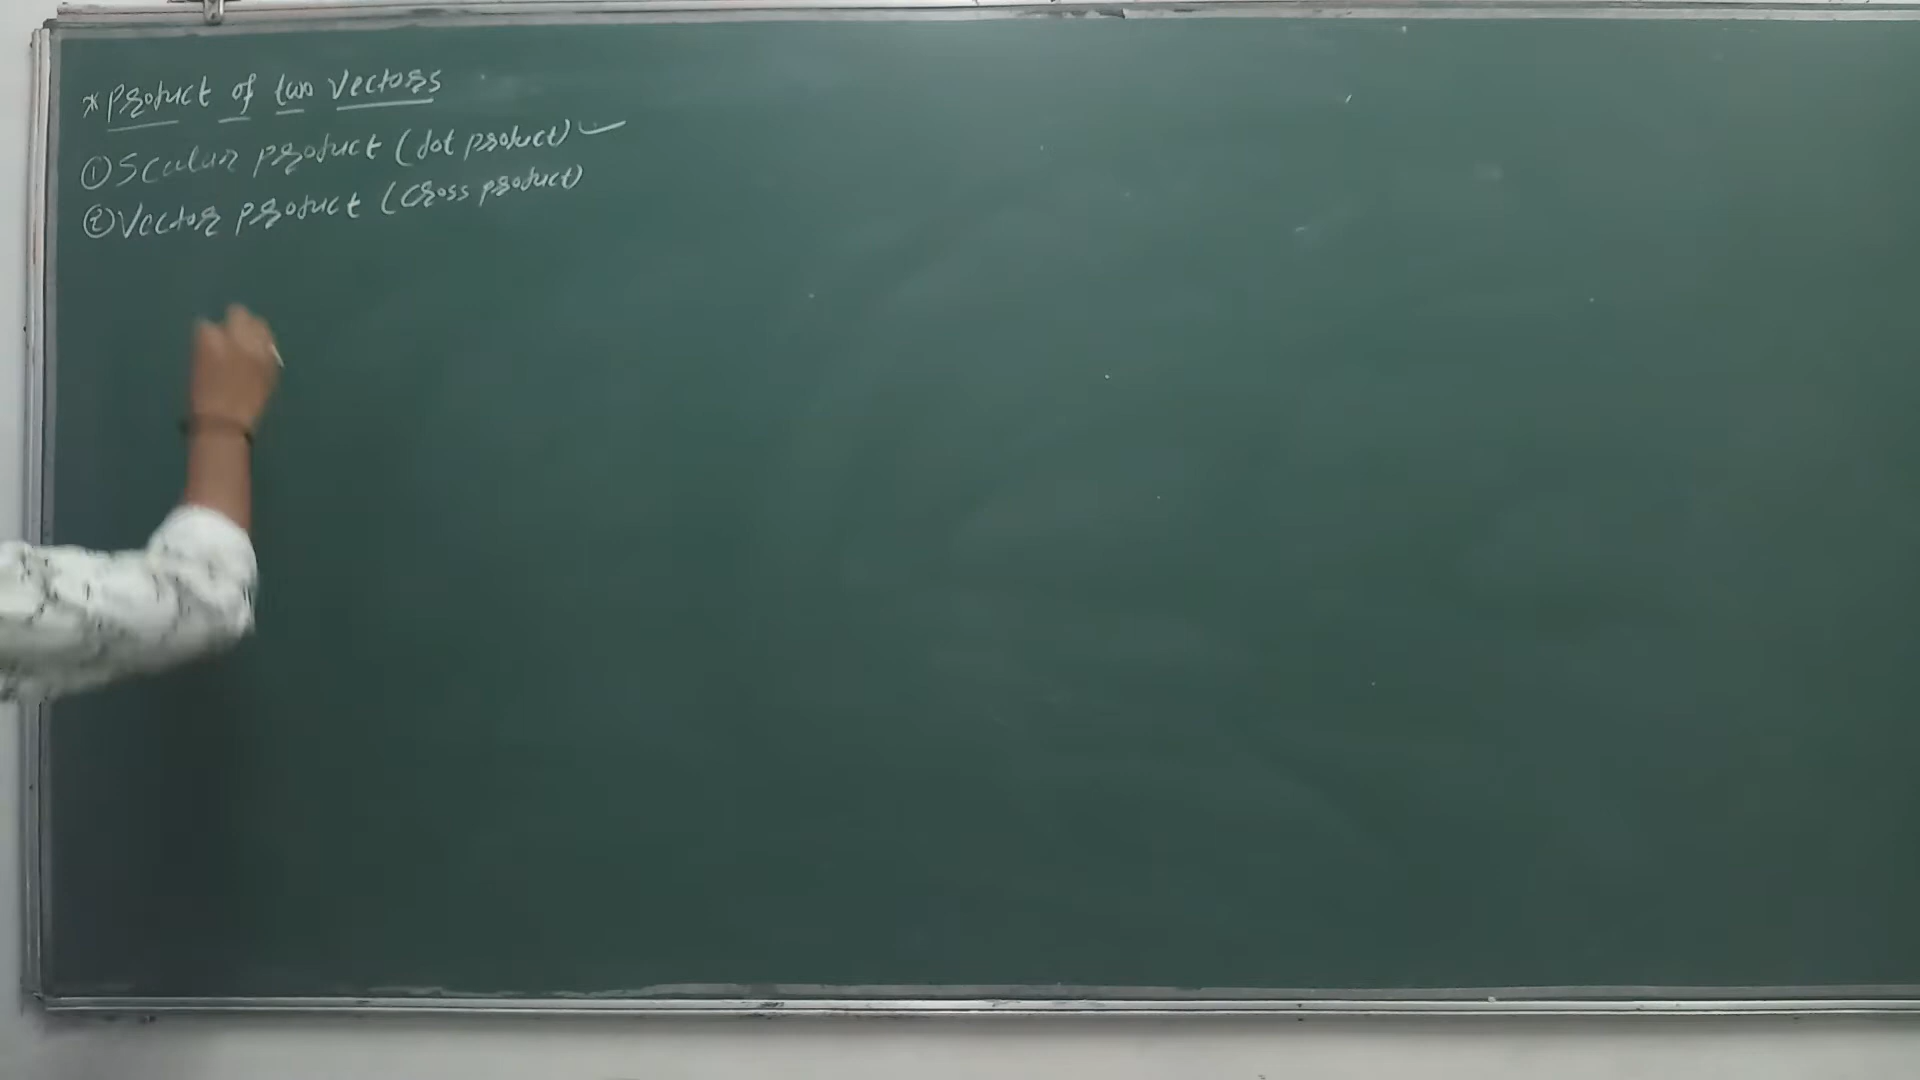 * Product of two Vectors
① Scalar product (dot product)
② Vector product (Cross product)